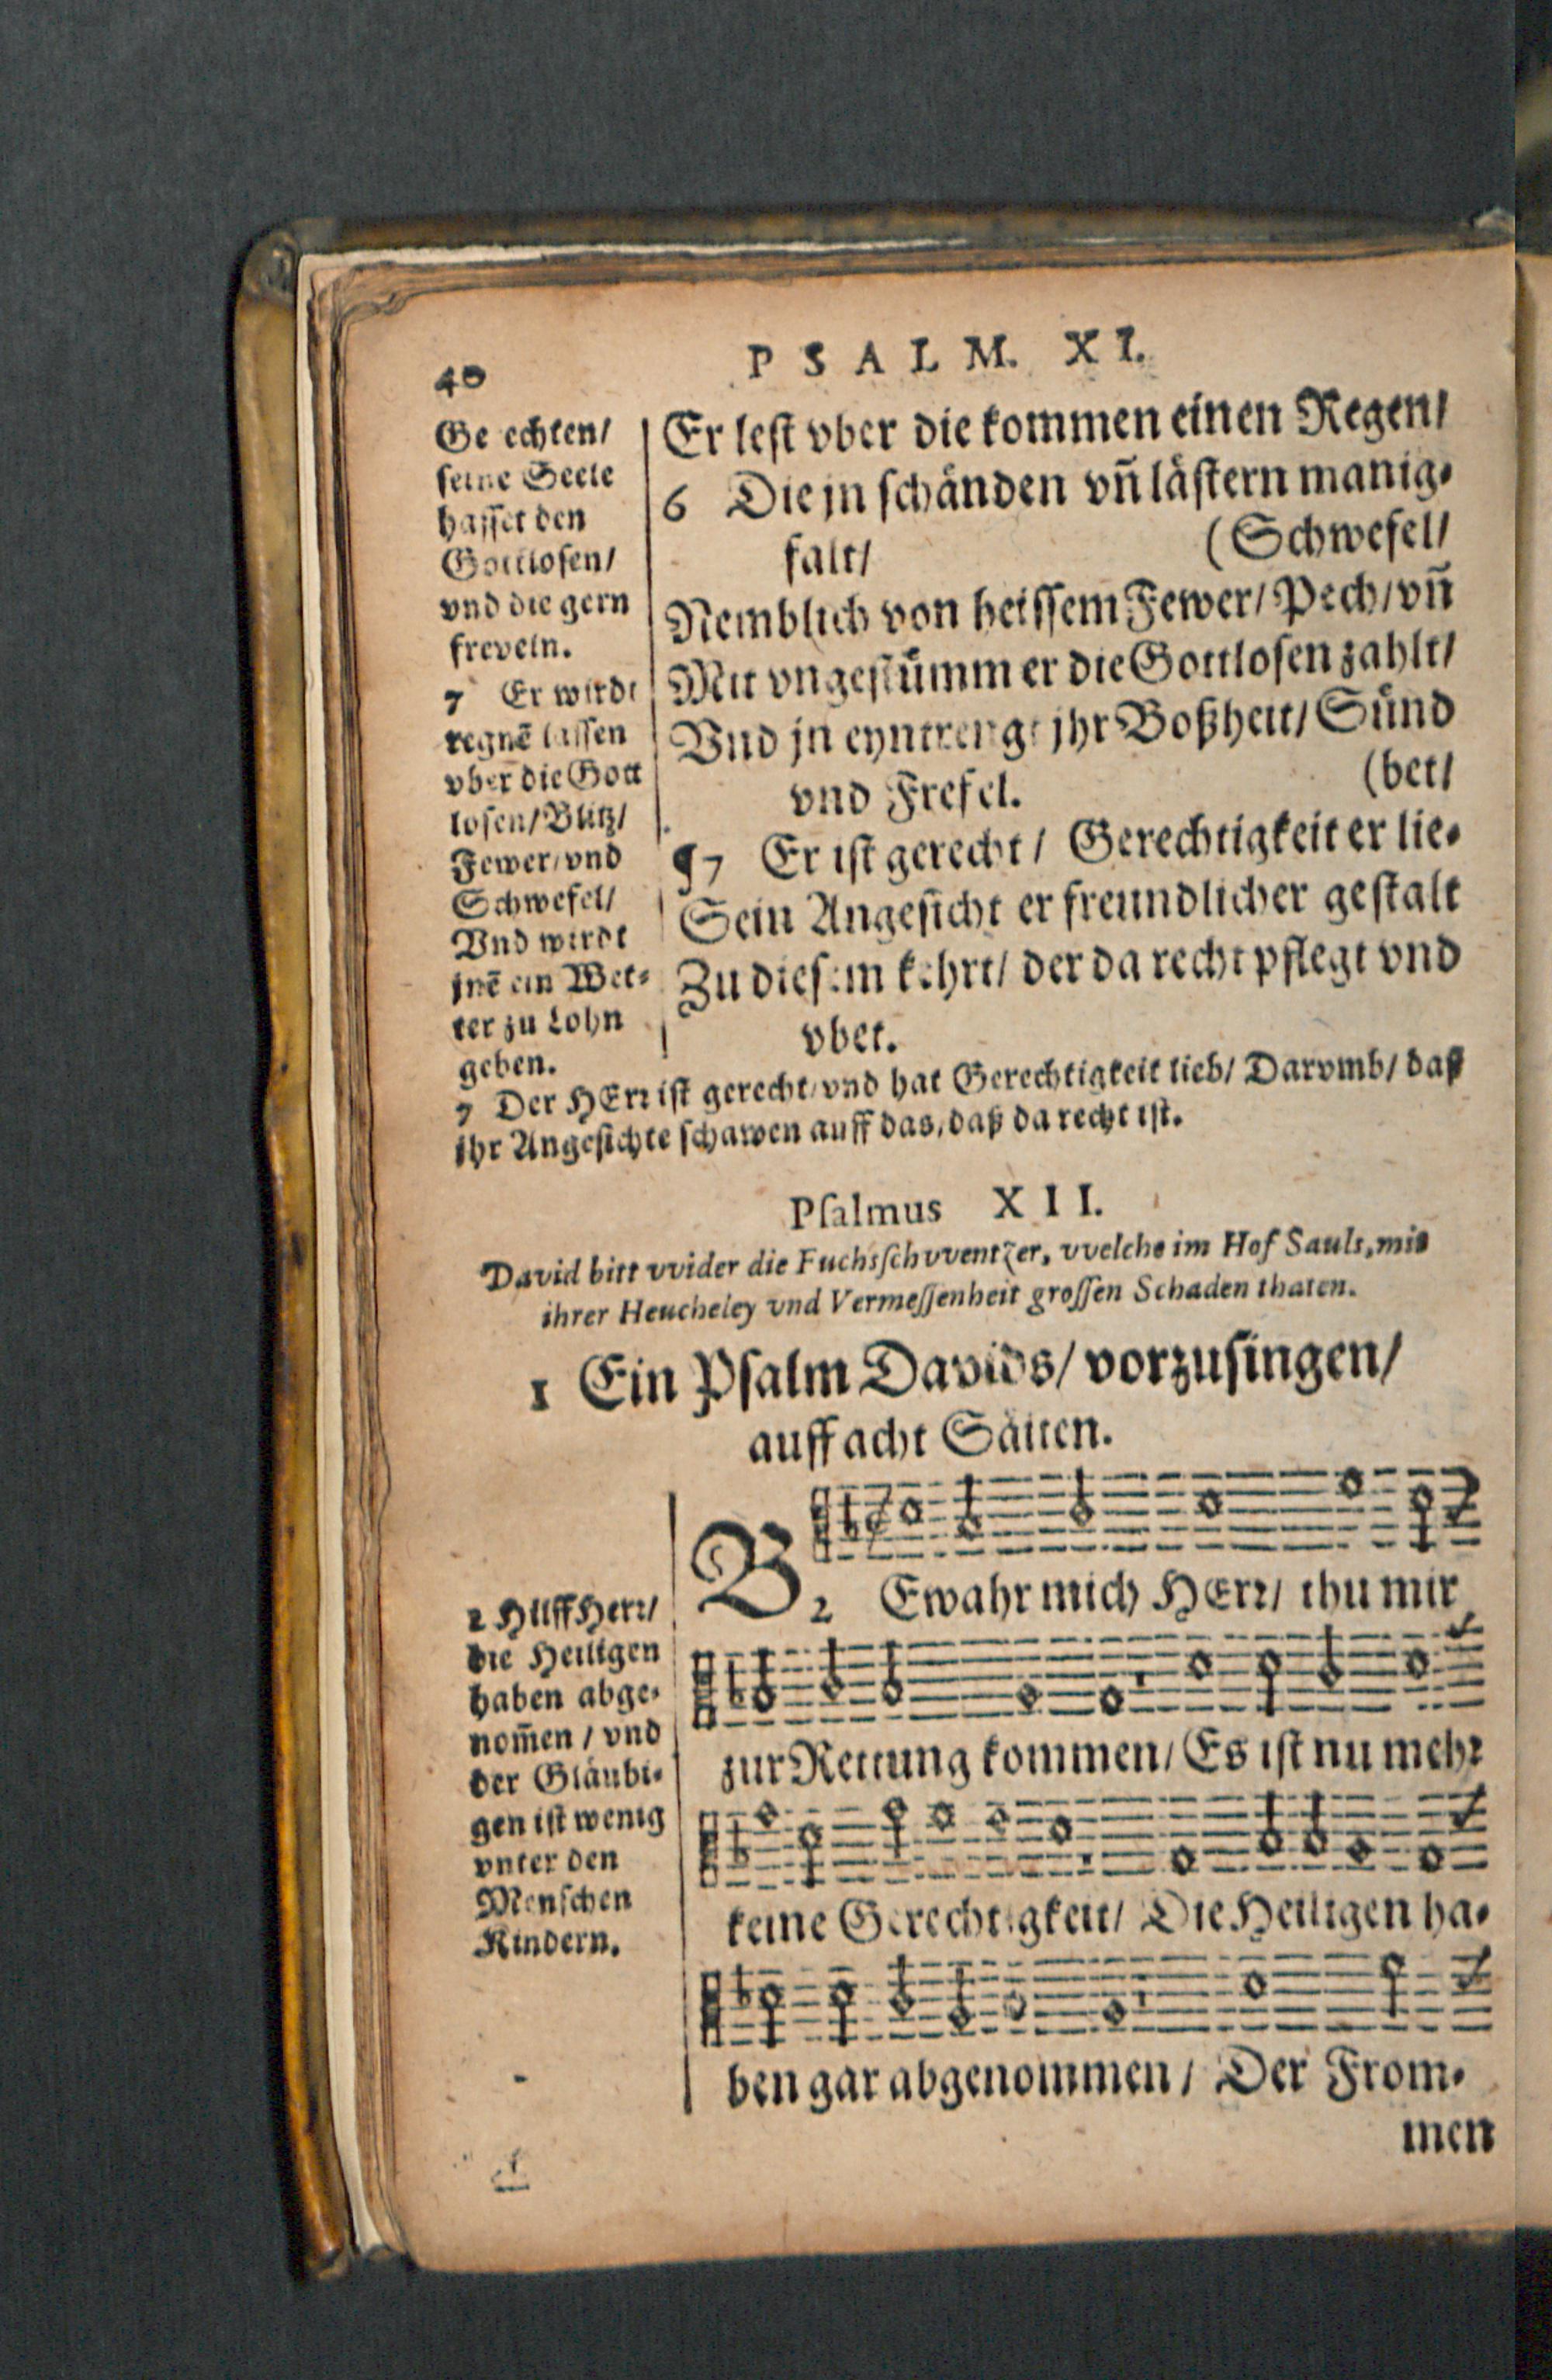 40
PSALM. XI.
Ge echten/
seine Seele
hasset den
Gottlosen/
vnd die gern
freveln.
7 Er wirdt
regnē lassen
vber die Gott
losen/Blitz/
Fewer/vnd
Schwefel/
Vnd wirdt
jnē ein Wet⸗
ter zu Lohn
geben.
Er lest vber die kommen einen Regen/
6 Die jn schänden vn̄ lästern manig⸗
falt/ (Schwefel/
Nemblich von heissem Fewer/Pech/vn̄
Mit vngestümm er die Gottlosen zahlt/
Vnd jn eyntrengt jhr Boßheit/Sünd
vnd Frefel. (bet/
¶7 Er ist gerecht/ Gerechtigkeit er lie⸗
Sein Angesicht er freundlicher gestalt
Zu diesem kehrt/ der da recht pflegt vnd
vbet.
7 Der HErr ist gerecht/vnd hat Gerechtigkeit lieb/ Darvmb/ daß
ihr Angesichte schawen auff das, daß da recht ist.
Psalmus XII.
David bitt vvider die Fuchsschvventzer, vvelche im Hof Sauls, mit
ihrer Heucheley vnd Vermessenheit grossen Schaden thaten.
1 Ein Psalm Davids/ vorzusingen/
auff acht Säiten.
2 Hilff Herr/
die Heiligen
haben abge⸗
nom̄en / vnd
der Gläubi⸗
gen ist wenig
vnter den
Menschen
Kindern.
B2 Ewahr mich HErr/ thu mir
zur Rettung kommen/Es ist nu mehr
keine Gerechtigkeit/ Die Heiligen ha⸗
ben gar abgenommen / Der From⸗
men